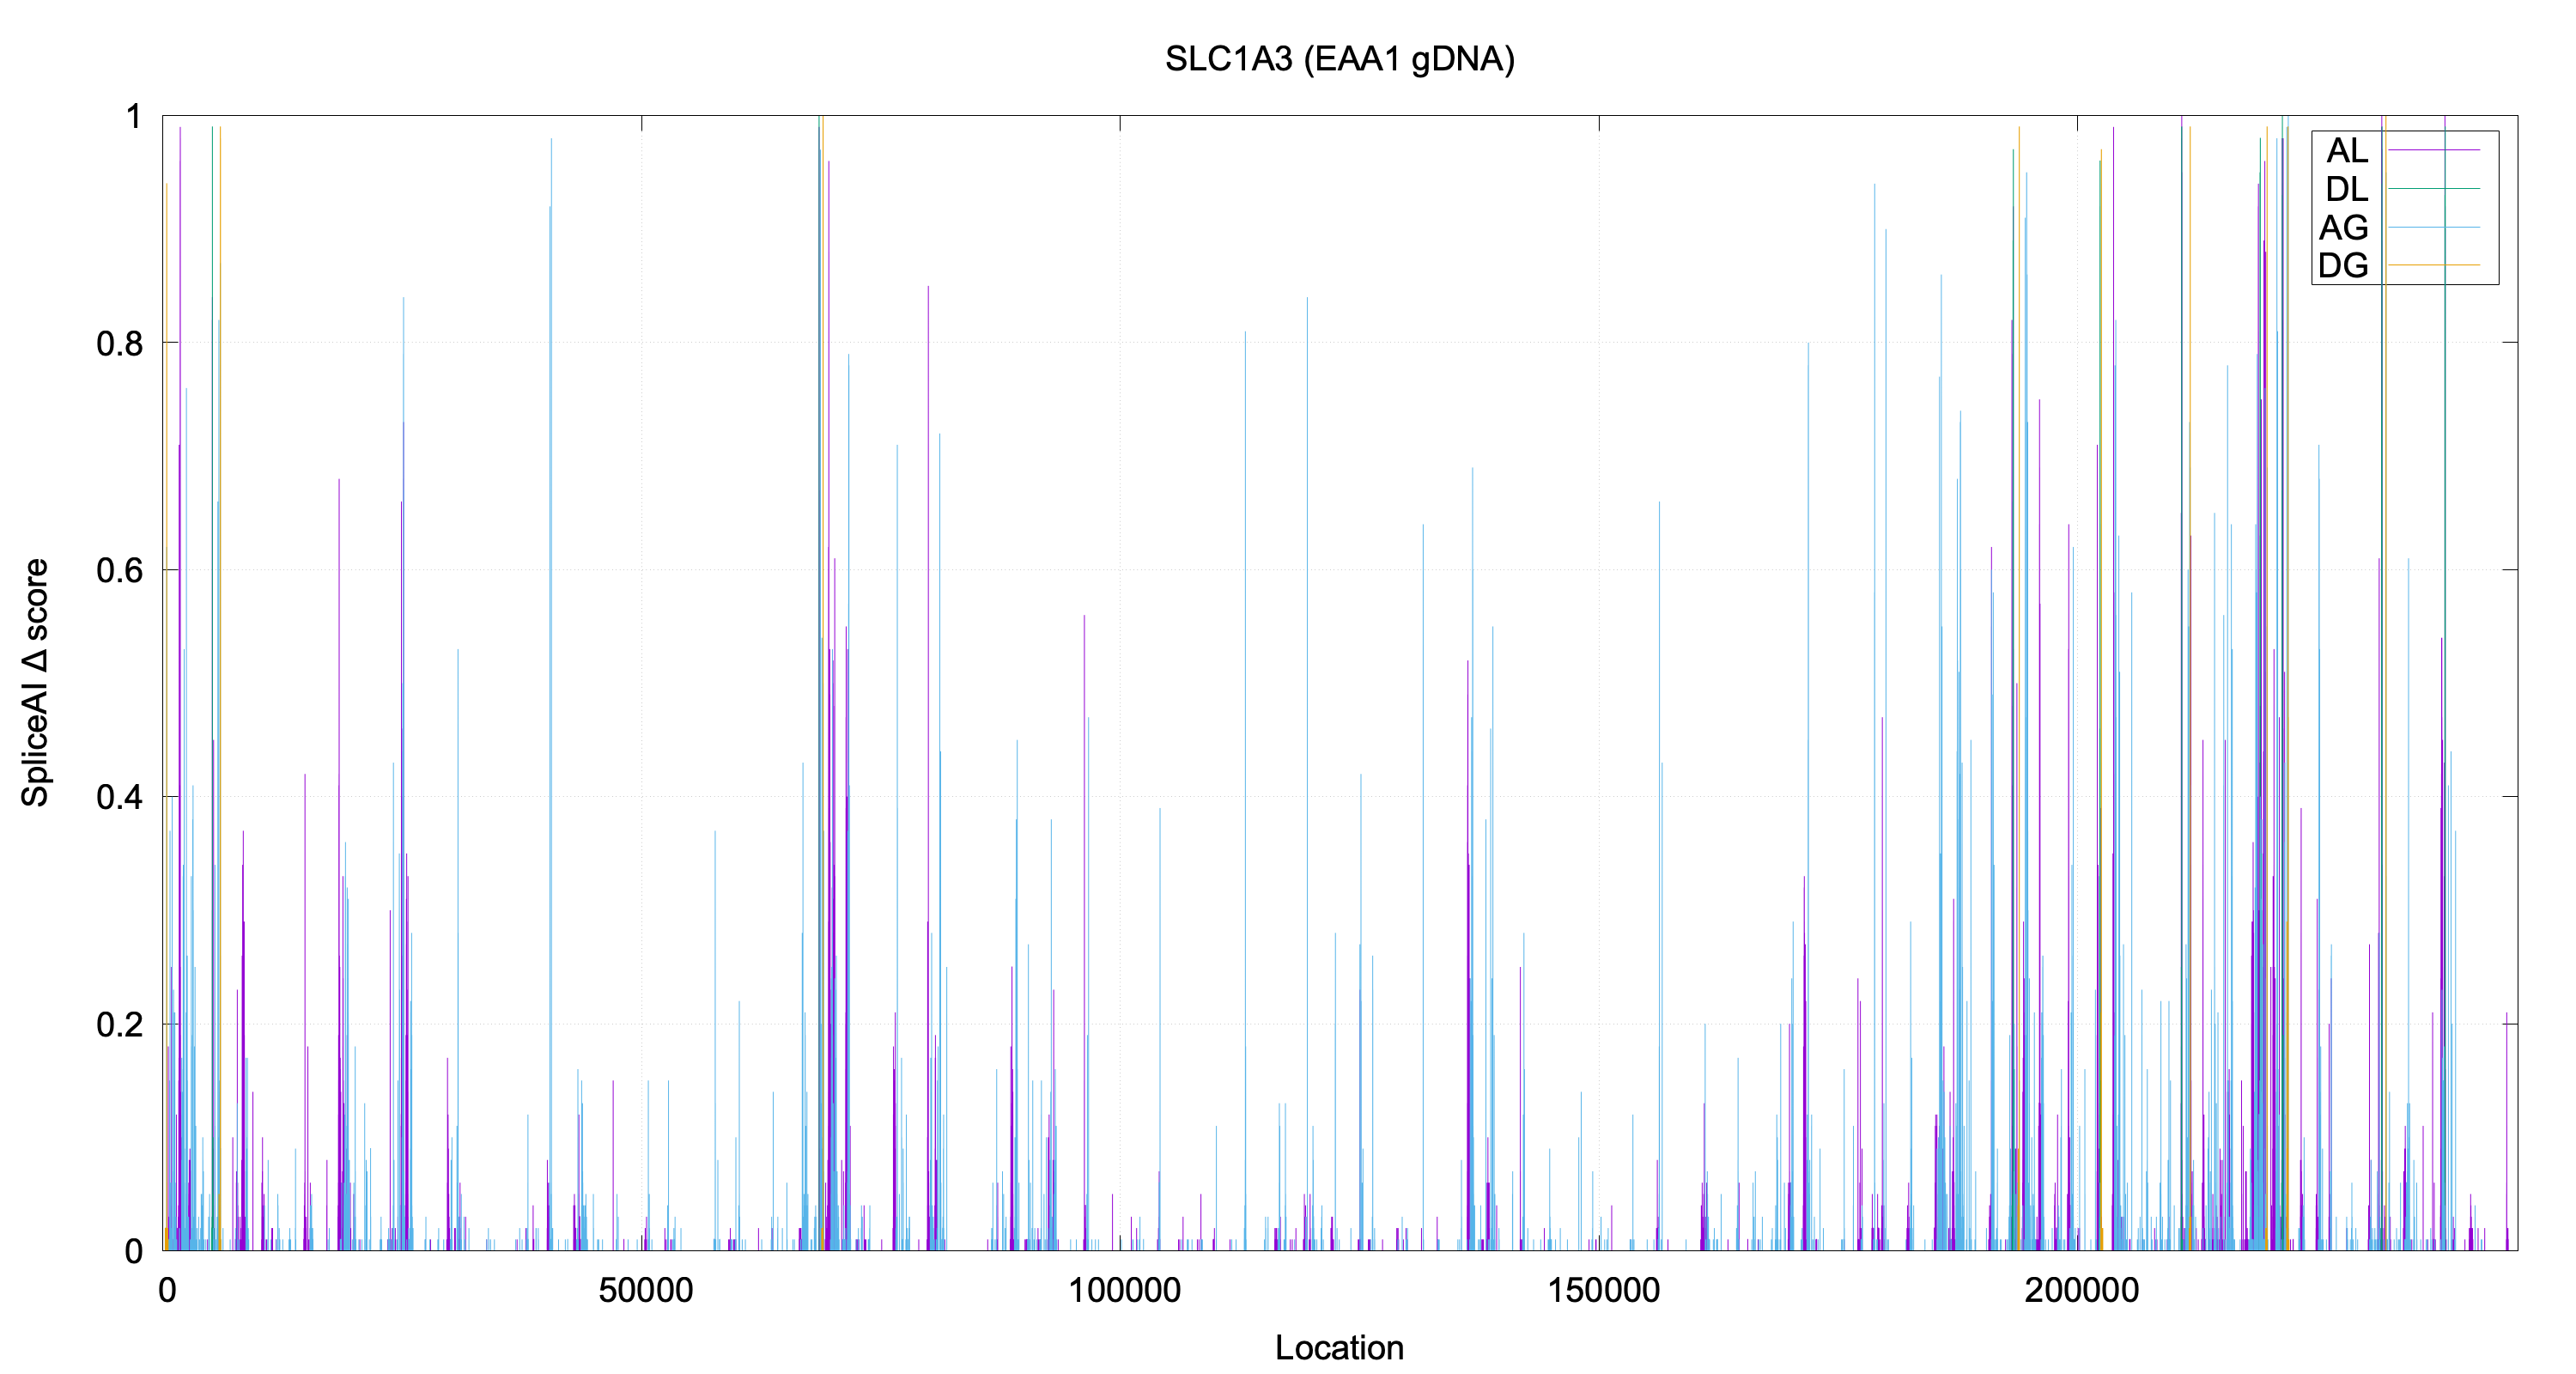 SLC1A3 (EAA1 gDNA)
1
0.8
0.6
0.4
0.2
0
SpliceAI Δ score
AL
DL
AG
DG
0 50000 100000 150000 200000
Location